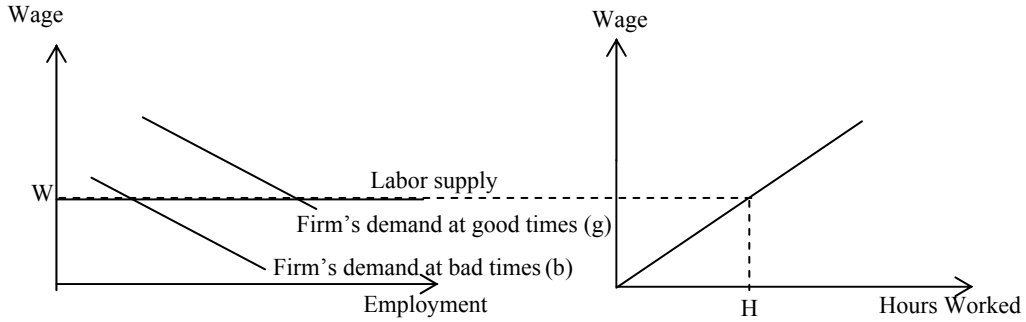 Wage
Wage
W
Labor supply
Firm's demand at good times (g)
Firm's demand at bad times (b)
Employment
H
Hours Worked